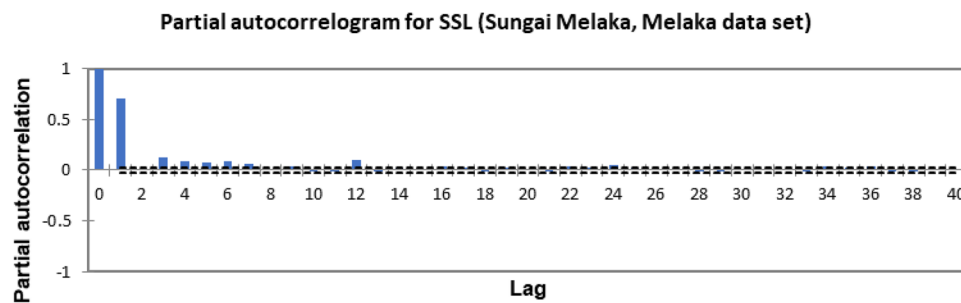 Partial autocorrelogram for SSL (Sungai Melaka, Melaka data set)
Partial autocorrelation
1
0.5
0
-0.5
-1
0 2 4 6 8 10 12 14 16 18 20 22 24 26 28 30 32 34 36 38 40
Lag